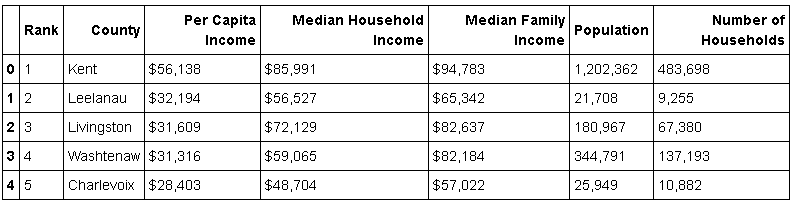 Rank County Per Capita Income Median Household Income Median Family Income Population Number of Households
0 1 Kent $56,138 $85,991 $94,783 1,202,362 483,698
1 2 Leelanau $32,194 $56,527 $65,342 21,708 9,255
2 3 Livingston $31,609 $72,129 $82,637 180,967 67,380
3 4 Washtenaw $31,316 $59,065 $82,184 344,791 137,193
4 5 Charlevoix $28,403 $48,704 $57,022 25,949 10,882